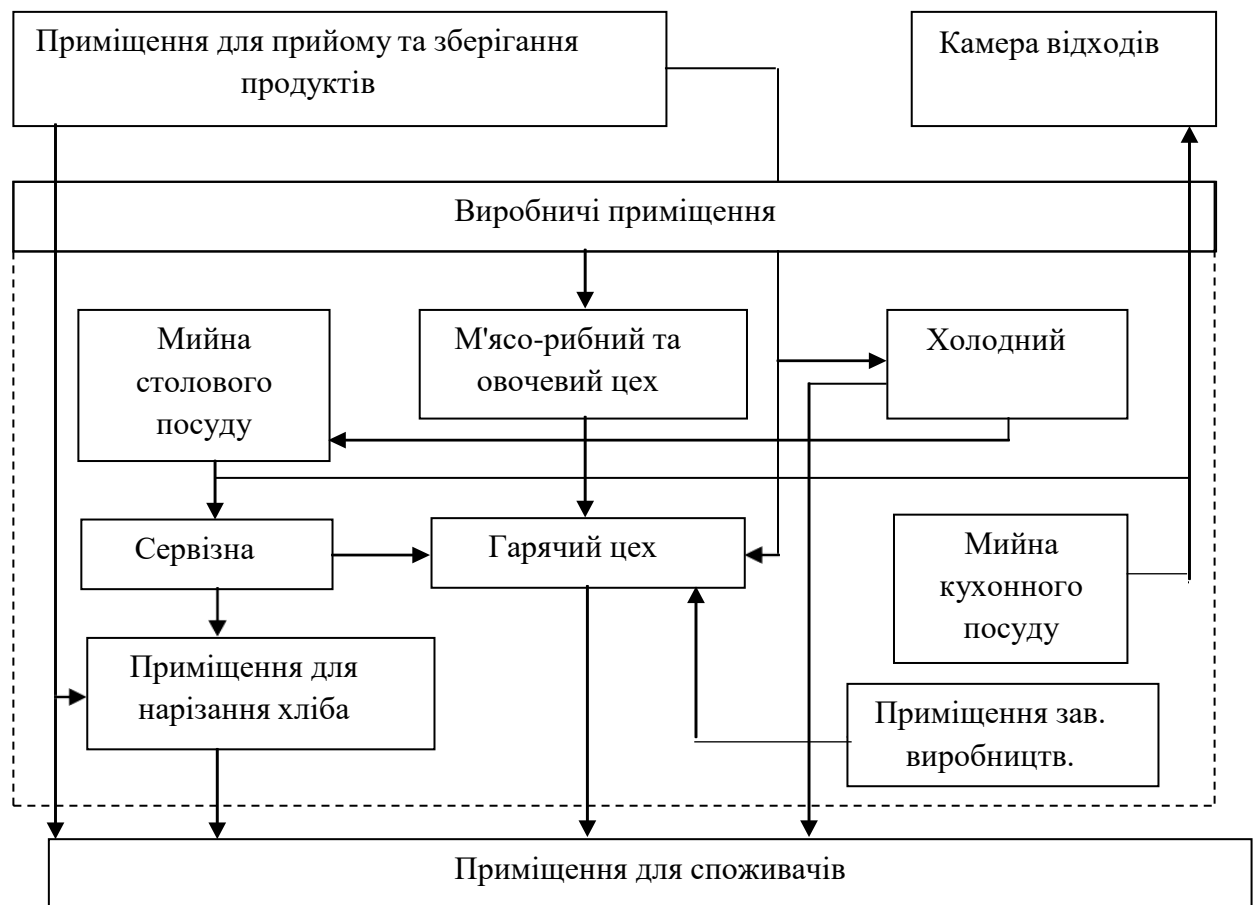 Приміщення для прийому та зберігання
продуктів
Камера відходів
Виробничі приміщення
Мийна
столового
посуду
М'ясо-рибний та
овочевий цех
Холодний
Сервізна
Гарячий цех
Мийна
кухонного
посуду
Приміщення для
нарізання хліба
Приміщення зав.
виробництв.
Приміщення для споживачів